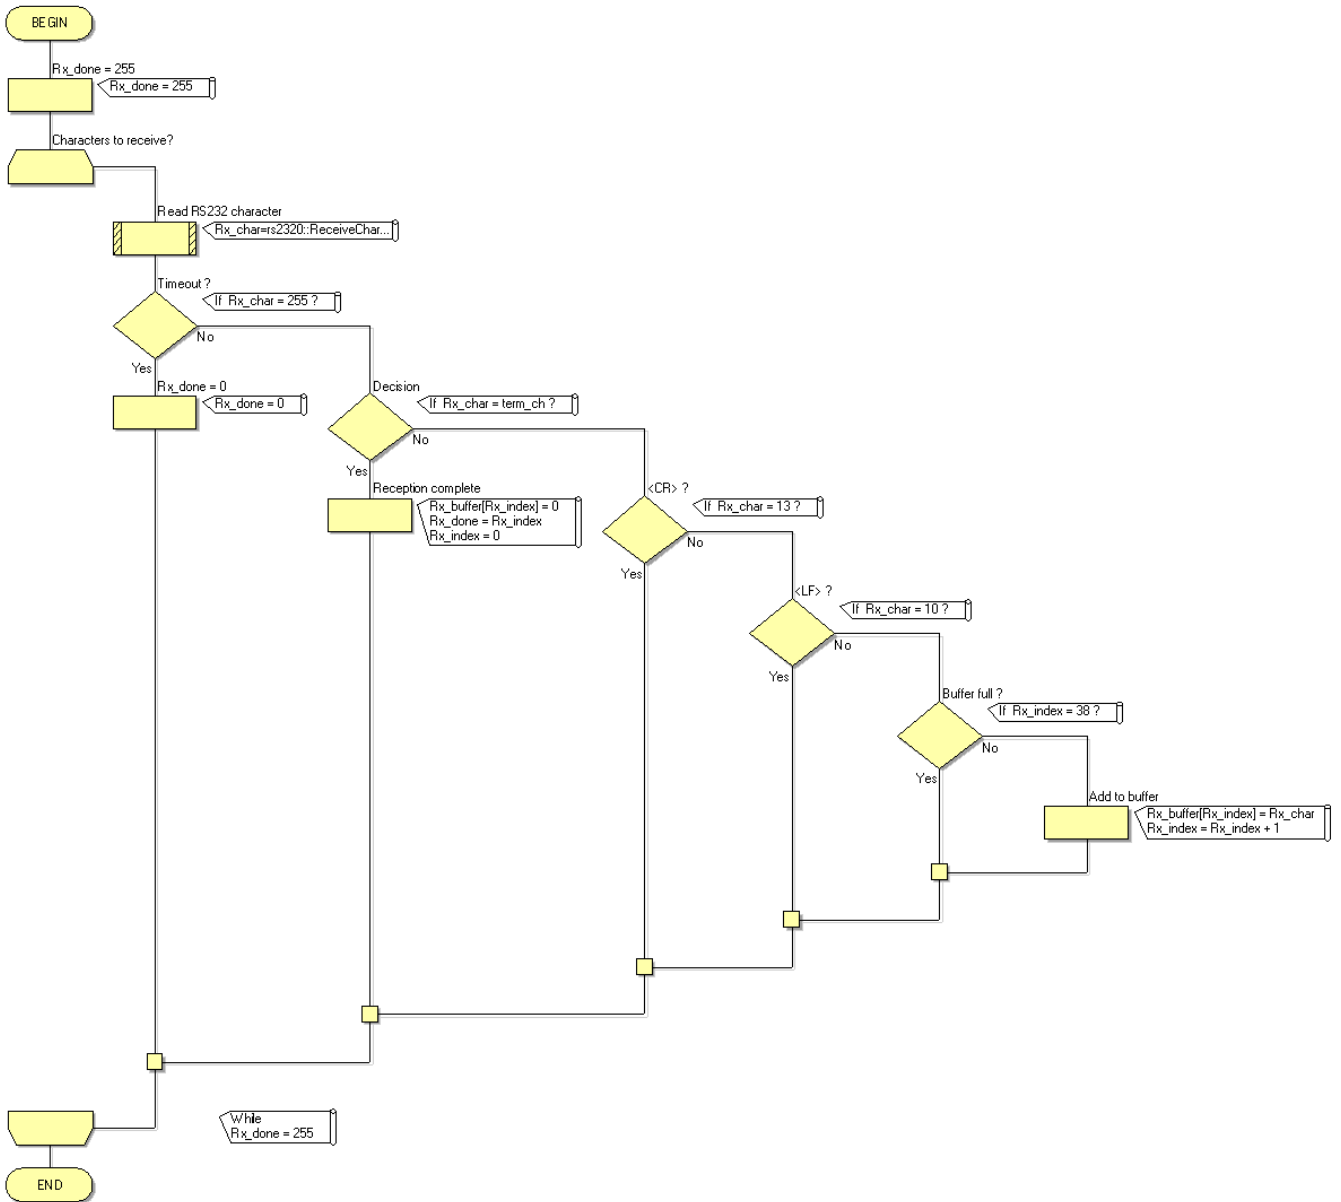 BEGIN
Rx_done = 255
Rx_done = 255
Characters to receive?
Read RS232 character
Rx_char=rs2320::ReceiveChar...
Timeout ?
If Rx_char = 255 ?
No
Yes
Rx_done = 0
Rx_done = 0
Decision
If Rx_char = term_ch ?
No
Yes
Reception complete
Rx_buffer[Rx_index] = 0
Rx_done = Rx_index
Rx_index = 0
<CR> ?
If Rx_char = 13 ?
No
Yes
<LF> ?
If Rx_char = 10 ?
No
Yes
Buffer full ?
If Rx_index = 38 ?
No
Yes
Add to buffer
Rx_buffer[Rx_index] = Rx_char
Rx_index = Rx_index + 1
While
Rx_done = 255
END